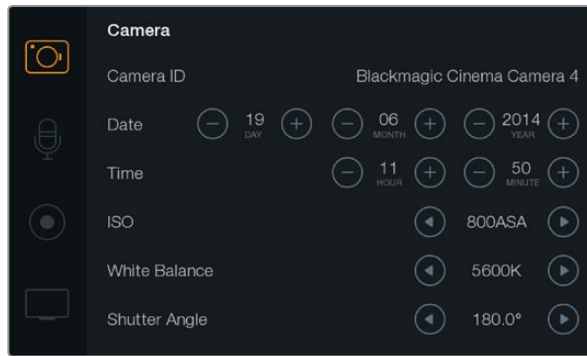 Camera
Camera ID Blackmagic Cinema Camera 4
Date 19 DAY 06 MONTH 2014 YEAR
Time 11 HOUR 50 MINUTE
ISO 800ASA
White Balance 5600K
Shutter Angle 180.0°